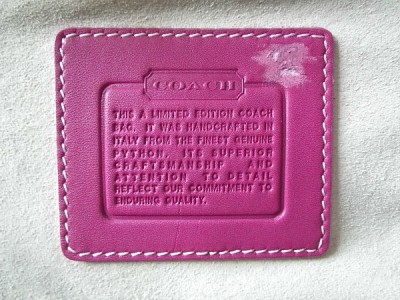 COACH
THIS A LIMITED EDITION COACH
BAG. IT WAS HANDCRAFTED IN
ITALY FROM THE FINEST GENUINE
PYTHON. ITS SUPERIOR
CRAFTSMANSHIP AND
ATTENTION TO DETAIL
REFLECT OUR COMMITMENT TO
ENDURING QUALITY.